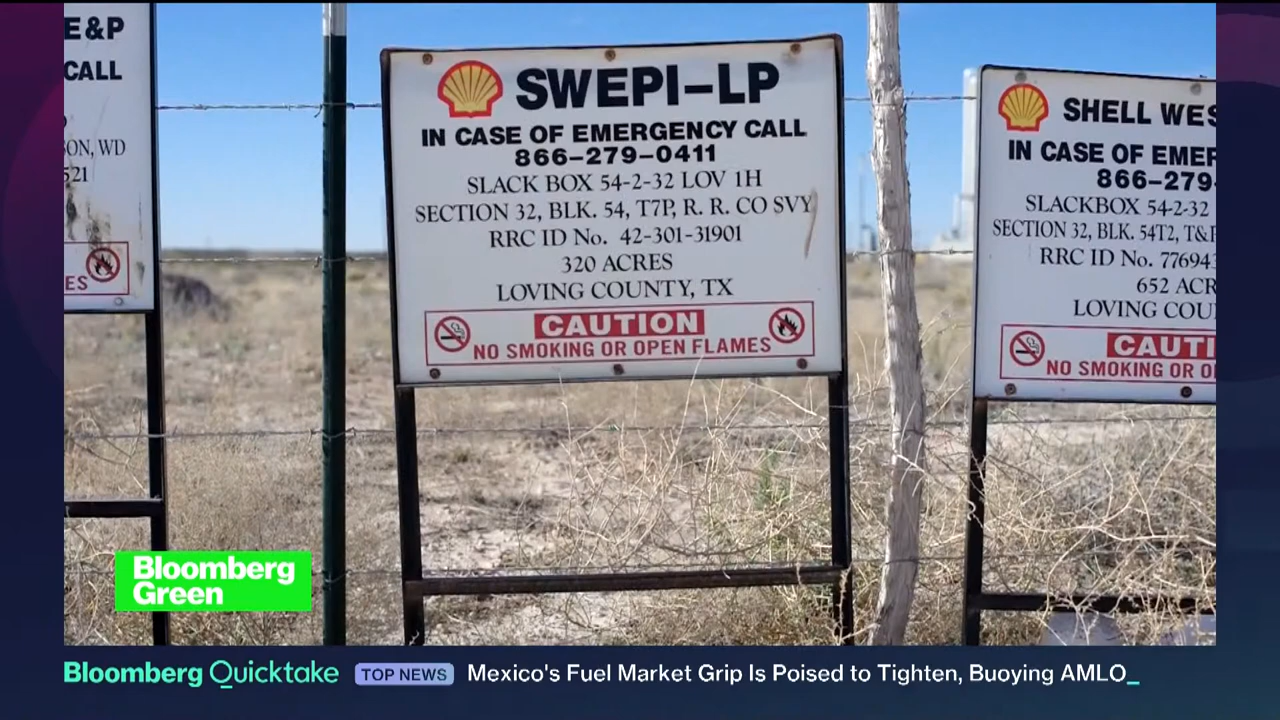 E&P
CALL
ON, WD
521
ES
SWEPI-LP
IN CASE OF EMERGENCY CALL
866-279-0411
SLACK BOX 54-2-32 LOV 1H
SECTION 32, BLK. 54, T7P, R. R. CO SVY
RRC ID No. 42-301-31901
320 ACRES
LOVING COUNTY, TX
CAUTION
NO SMOKING OR OPEN FLAMES
SHELL WES
IN CASE OF EMER
866-279-
SLACKBOX 54-2-32
SECTION 32, BLK. 54T2, T&P
RRC ID No. 77694
652 ACR
LOVING COU
CAUTI
NO SMOKING OR O
Bloomberg
Green
Bloomberg Quicktake TOP NEWS Mexico's Fuel Market Grip Is Poised to Tighten, Buoying AMLO_